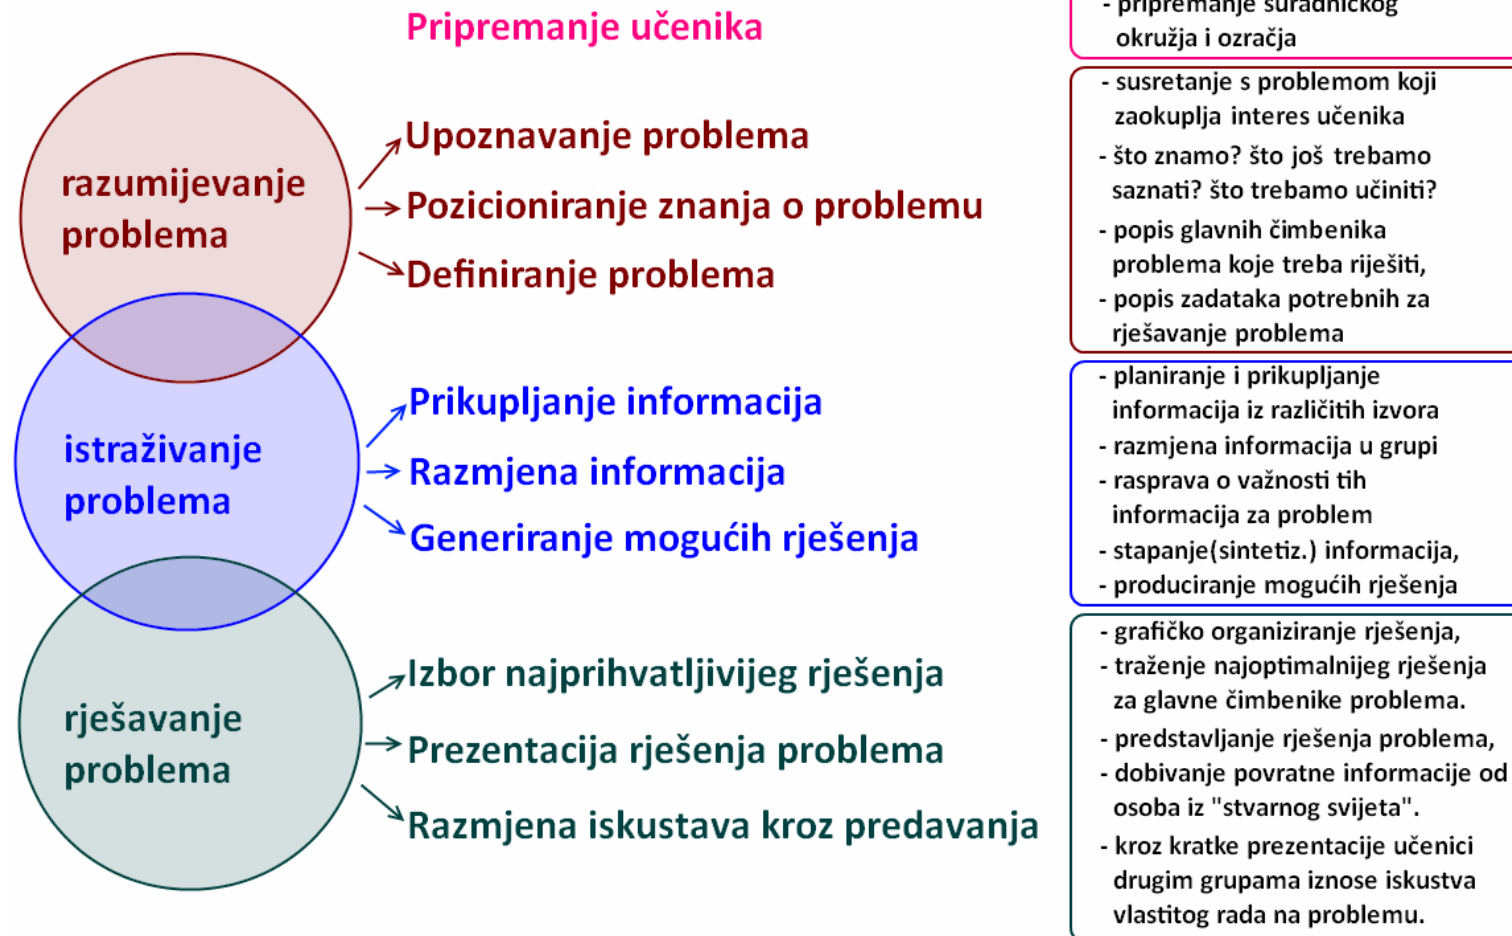 Pripremanje učenika
- pripremanje suradničkog
okružja i ozračja
razumijevanje
problema
Upoznavanje problema
Pozicioniranje znanja o problemu
Definiranje problema
- susretanje s problemom koji
zaokuplja interes učenika
- što znamo? što još trebamo
saznati? što trebamo učiniti?
- popis glavnih čimbenika
problema koje treba riješiti,
- popis zadataka potrebnih za
rješavanje problema
istraživanje
problema
Prikupljanje informacija
Razmjena informacija
Generiranje mogućih rješenja
- planiranje i prikupljanje
informacija iz različitih izvora
- razmjena informacija u grupi
- rasprava o važnosti tih
informacija za problem
- stapanje(sintetiz.) informacija,
- produciranje mogućih rješenja
rješavanje
problema
Izbor najprihvatljivijeg rješenja
Prezentacija rješenja problema
Razmjena iskustava kroz predavanja
- grafičko organiziranje rješenja,
- traženje najoptimalnijeg rješenja
za glavne čimbenike problema.
- predstavljanje rješenja problema,
- dobivanje povratne informacije od
osoba iz "stvarnog svijeta".
- kroz kratke prezentacije učenici
drugim grupama iznose iskustva
vlastitog rada na problemu.